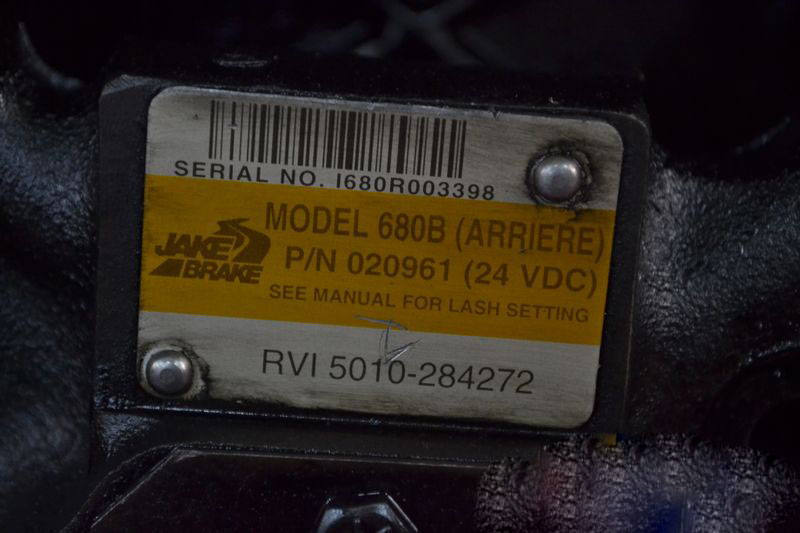 SERIAL NO. I680R003398
JAKE
BRAKE
MODEL 680B (ARRIERE)
P/N 020961 (24 VDC)
SEE MANUAL FOR LASH SETTING
RVI 5010-284272